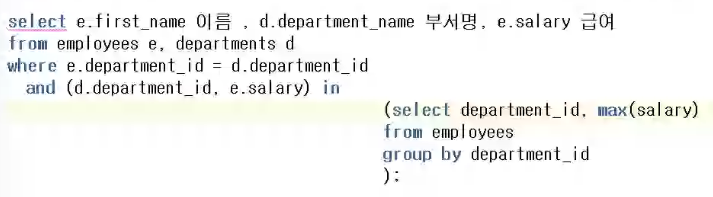 select e.first_name 이름 , d.department_name 부서명, e.salary 급여
from employees e, departments d
where e.department_id = d.department_id
and (d.department_id, e.salary) in
(select department_id, max(salary)
from employees
group by department_id
);